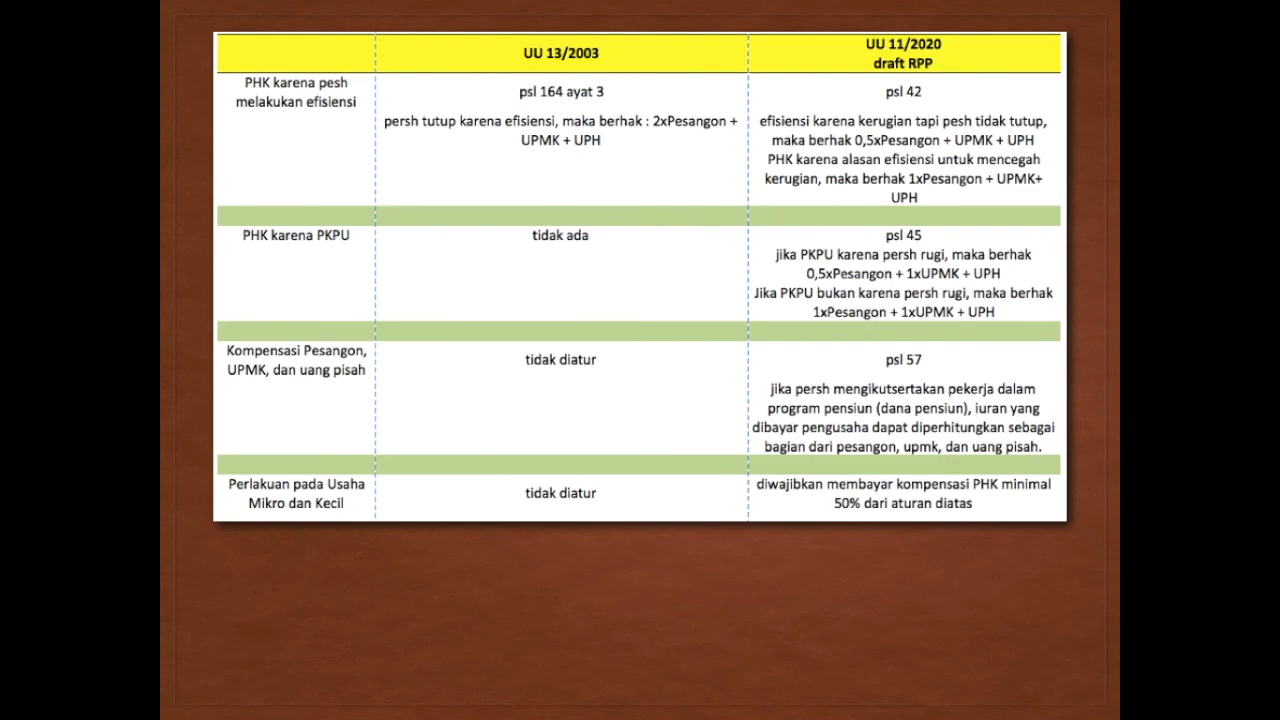 UU 13/2003
UU 11/2020
draft RPP
PHK karena pesh
melakukan efisiensi
psl 164 ayat 3
persh tutup karena efisiensi, maka berhak : 2xPesangon +
UPMK + UPH
psl 42
efisiensi karena kerugian tapi pesh tidak tutup,
maka berhak 0,5xPesangon + UPMK + UPH
PHK karena alasan efisiensi untuk mencegah
kerugian, maka berhak 1xPesangon + UPMK+
UPH
PHK karena PKPU
tidak ada
psl 45
jika PKPU karena persh rugi, maka berhak
0,5xPesangon + 1xUPMK + UPH
Jika PKPU bukan karena persh rugi, maka berhak
1xPesangon + 1xUPMK + UPH
Kompensasi Pesangon,
UPMK, dan uang pisah
tidak diatur
psl 57
jika persh mengikutsertakan pekerja dalam
program pensiun (dana pensiun), iuran yang
dibayar pengusaha dapat diperhitungkan sebagai
bagian dari pesangon, upmk, dan uang pisah.
Perlakuan pada Usaha
Mikro dan Kecil
tidak diatur
diwajibkan membayar kompensasi PHK minimal
50% dari aturan diatas